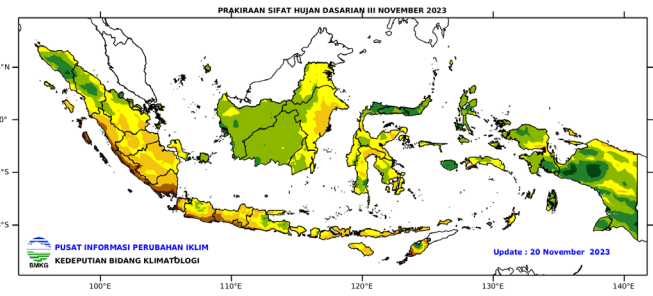 PRAKIRAAN SIFAT HUJAN DASARIAN III NOVEMBER 2023
°N
0°
5°S
°S
PUSAT INFORMASI PERUBAHAN IKLIM
KEDEPUTIAN BIDANG KLIMATOLOGI
BMKG
Update : 20 November 2023
100°E 110°E 120°E 130°E 140°E